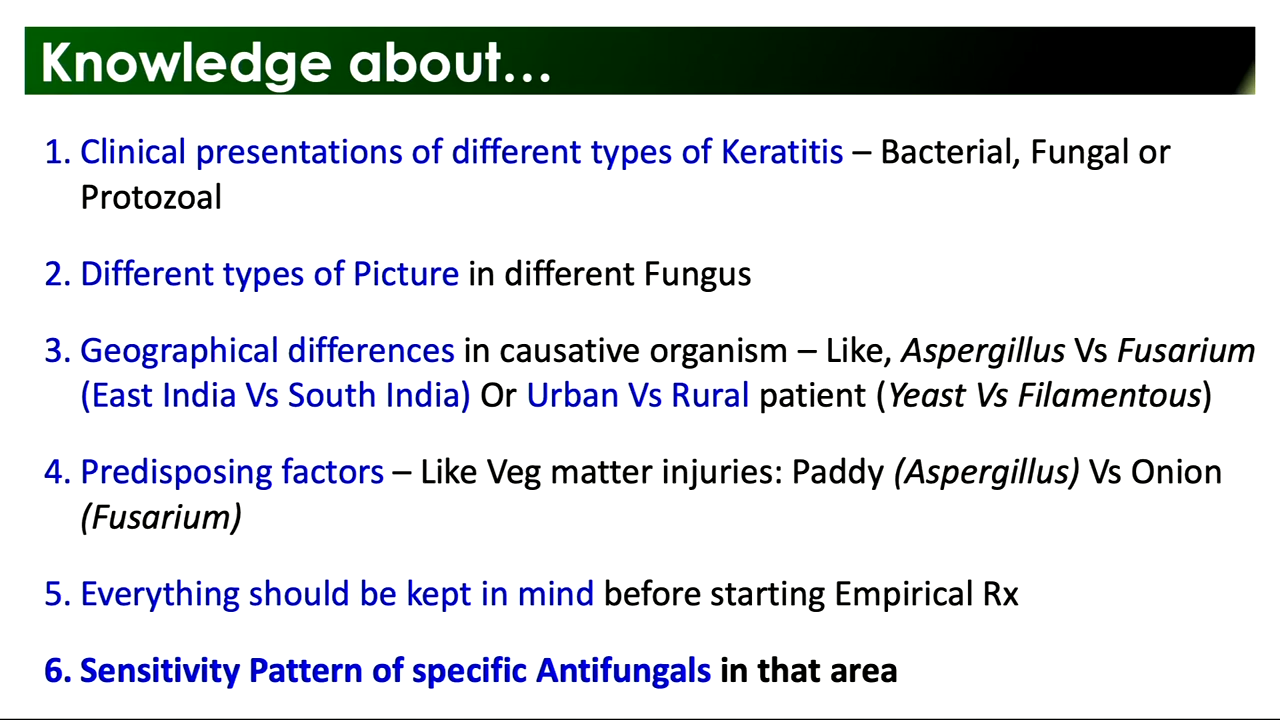 Knowledge about...
1. Clinical presentations of different types of Keratitis – Bacterial, Fungal or
Protozoal
2. Different types of Picture in different Fungus
3. Geographical differences in causative organism – Like, Aspergillus Vs Fusarium
(East India Vs South India) Or Urban Vs Rural patient (Yeast Vs Filamentous)
4. Predisposing factors – Like Veg matter injuries: Paddy (Aspergillus) Vs Onion
(Fusarium)
5. Everything should be kept in mind before starting Empirical Rx
6. Sensitivity Pattern of specific Antifungals in that area